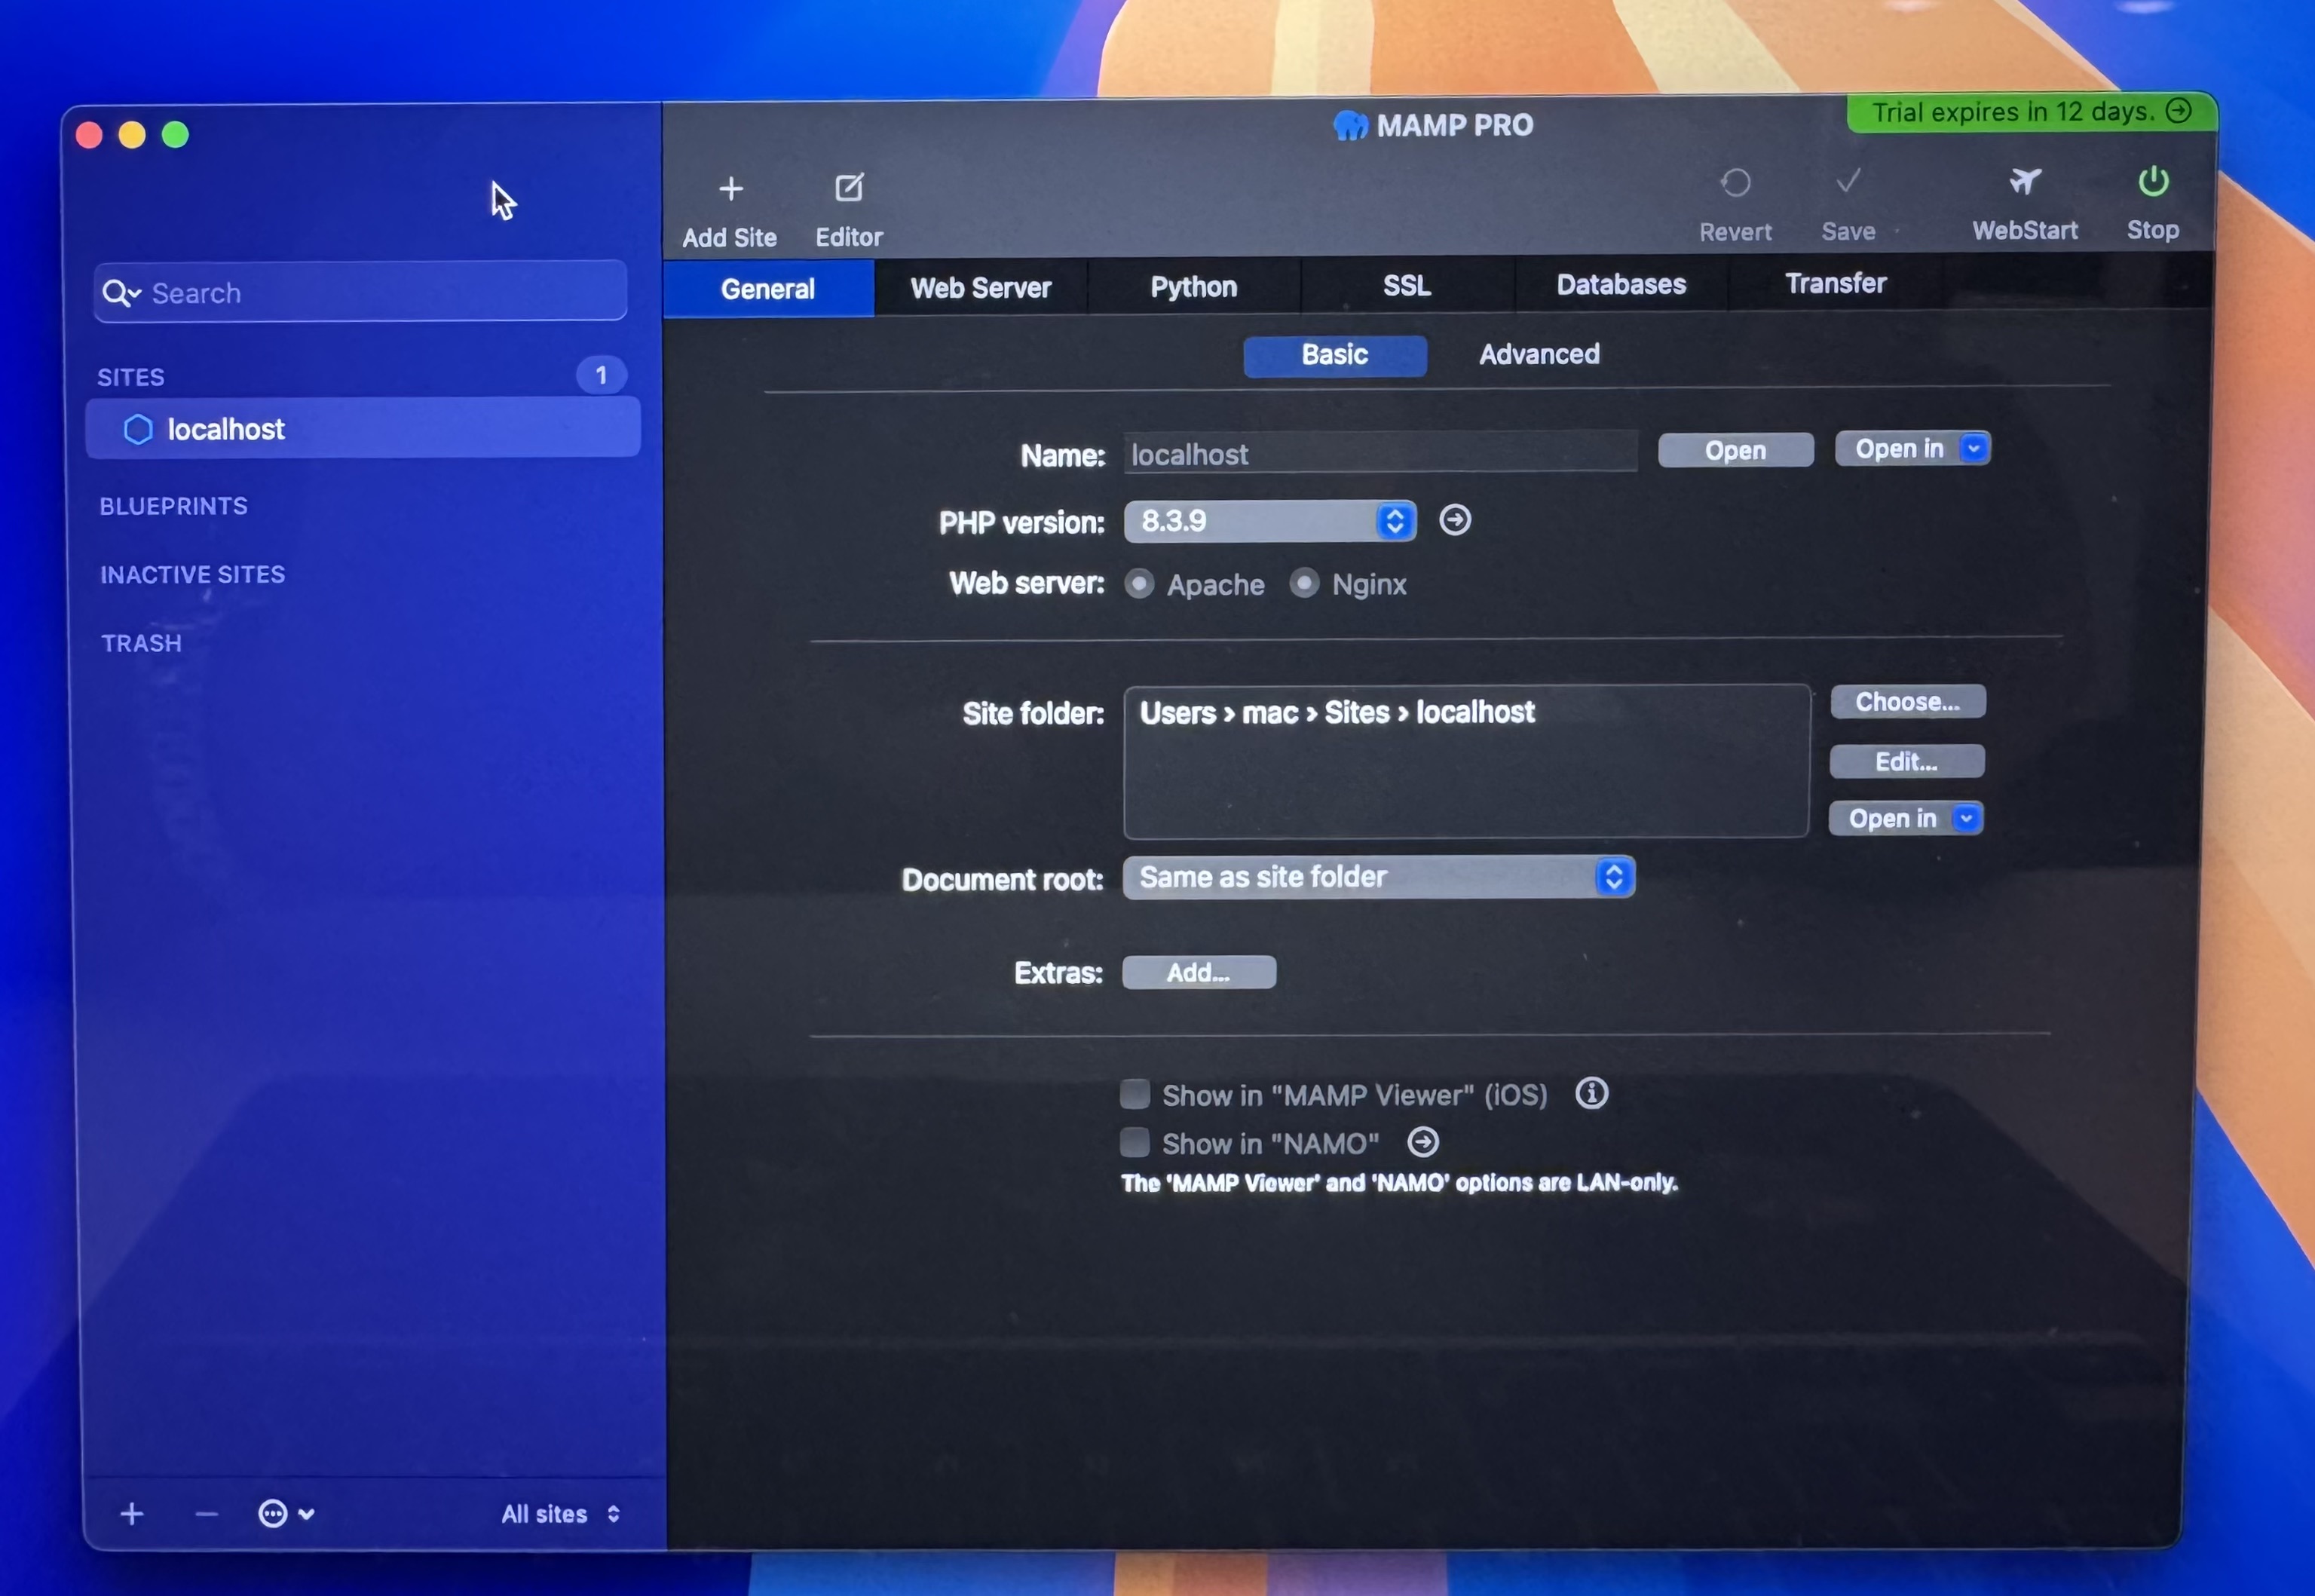 MAMP PRO
Trial expires in 12 days.
Add Site
Editor
Revert
Save
WebStart
Stop
Search
SITES
1
localhost
BLUEPRINTS
INACTIVE SITES
TRASH
General
Web Server
Python
SSL
Databases
Transfer
Basic
Advanced
Name: localhost Open Open in
PHP version: 8.3.9
Web server: Apache Nginx
Site folder: Users › mac › Sites › localhost Choose...
Edit...
Open in
Document root: Same as site folder
Extras: Add...
Show in "MAMP Viewer" (iOS)
Show in "NAMO"
The 'MAMP Viewer' and 'NAMO' options are LAN-only.
All sites